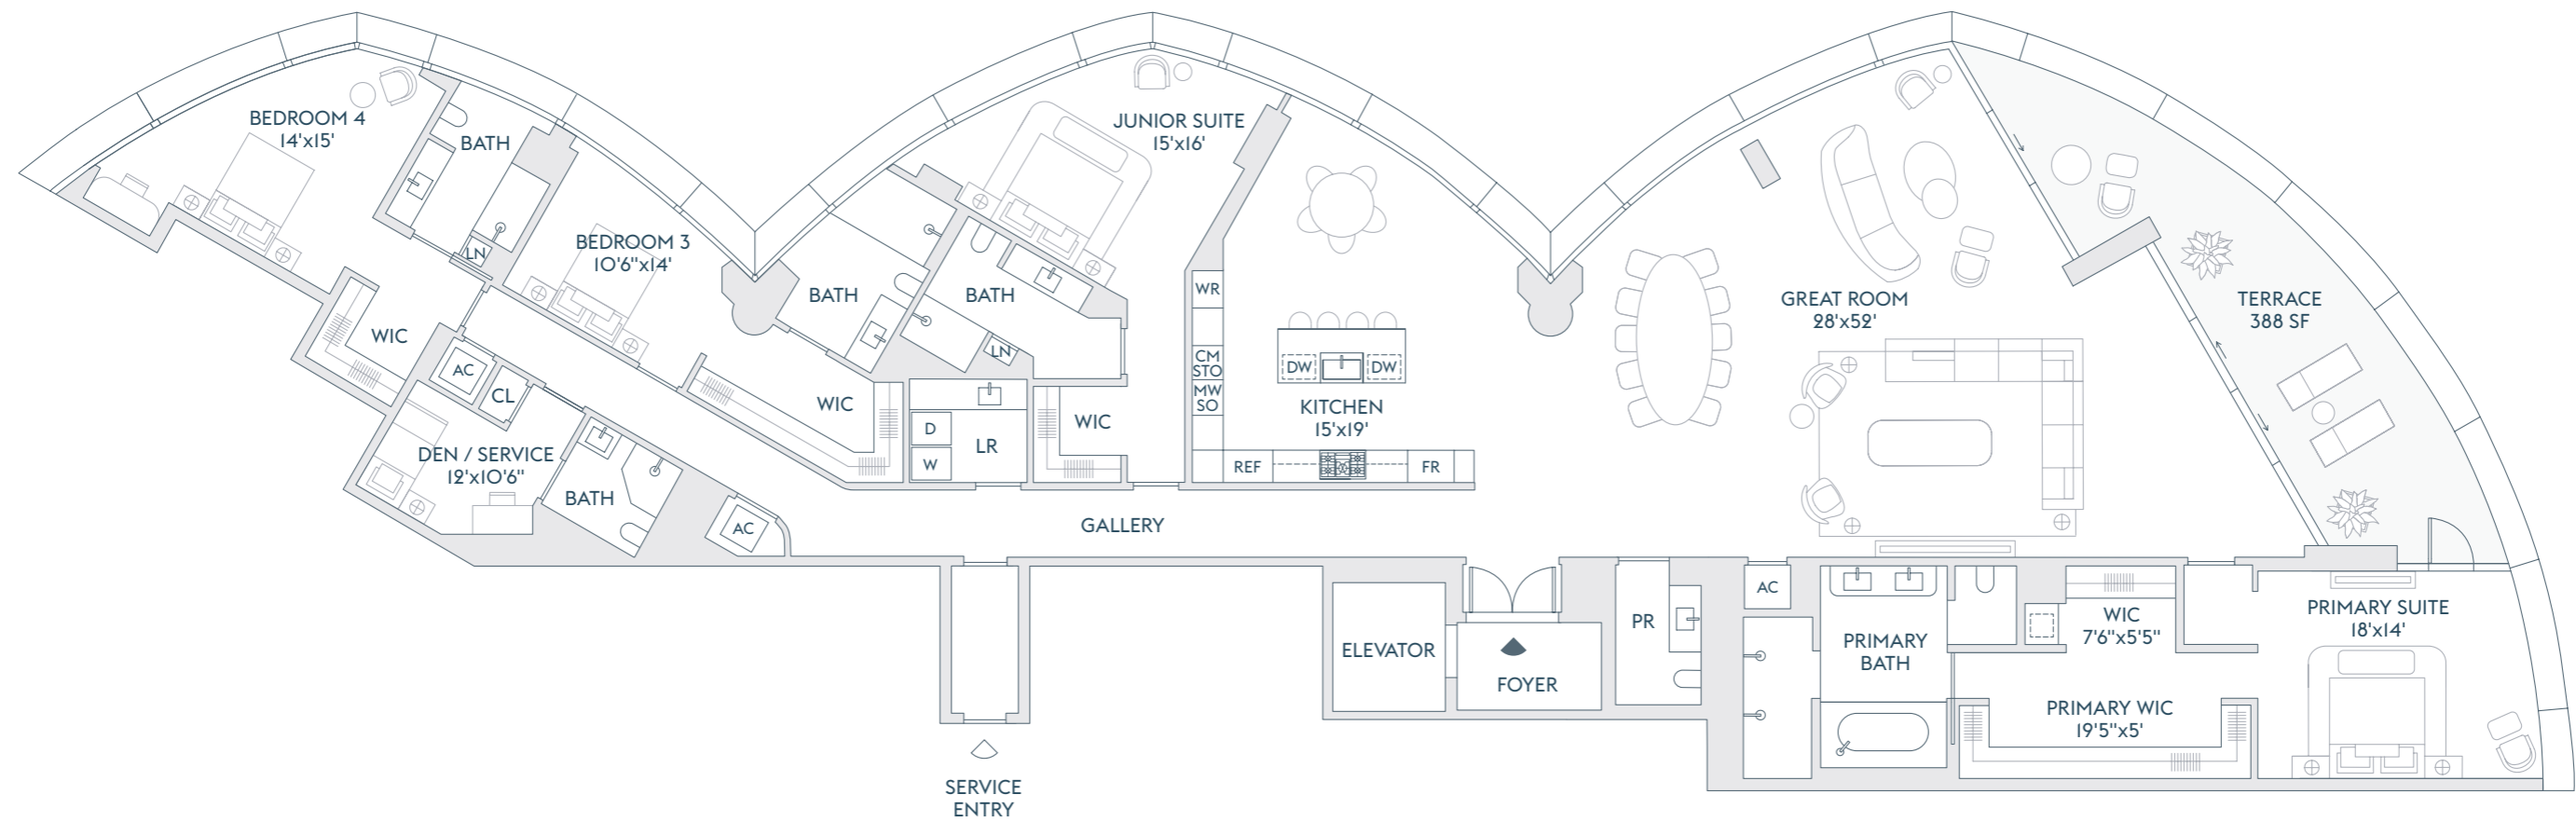 BEDROOM 4
14'x15'
BATH
LN
BEDROOM 3
10'6"x14'
WIC
AC
CL
DEN / SERVICE
12'x10'6"
BATH
AC
BATH
WIC
JUNIOR SUITE
15'x16'
BATH
LN
D
W
LR
WIC
WR
CM
STO
MW
SO
DW
DW
KITCHEN
15'x19'
REF
FR
GALLERY
GREAT ROOM
28'x52'
TERRACE
388 SF
SERVICE
ENTRY
ELEVATOR
FOYER
PR
AC
PRIMARY
BATH
WIC
7'6"x5'5"
PRIMARY WIC
19'5"x5'
PRIMARY SUITE
18'x14'